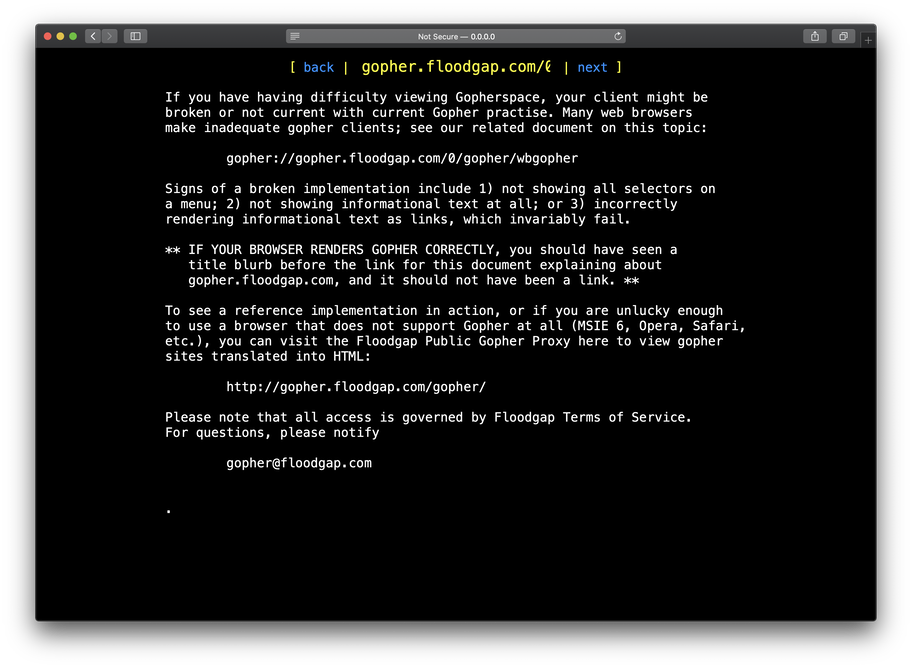 Not Secure — 0.0.0.0
[ back | gopher.floodgap.com/0 | next ]
If you have having difficulty viewing Gopherspace, your client might be
broken or not current with current Gopher practise. Many web browsers
make inadequate gopher clients; see our related document on this topic:
gopher://gopher.floodgap.com/0/gopher/wbgopher
Signs of a broken implementation include 1) not showing all selectors on
a menu; 2) not showing informational text at all; or 3) incorrectly
rendering informational text as links, which invariably fail.
** IF YOUR BROWSER RENDERS GOPHER CORRECTLY, you should have seen a
title blurb before the link for this document explaining about
gopher.floodgap.com, and it should not have been a link. **
To see a reference implementation in action, or if you are unlucky enough
to use a browser that does not support Gopher at all (MSIE 6, Opera, Safari,
etc.), you can visit the Floodgap Public Gopher Proxy here to view gopher
sites translated into HTML:
http://gopher.floodgap.com/gopher/
Please note that all access is governed by Floodgap Terms of Service.
For questions, please notify
gopher@floodgap.com
.